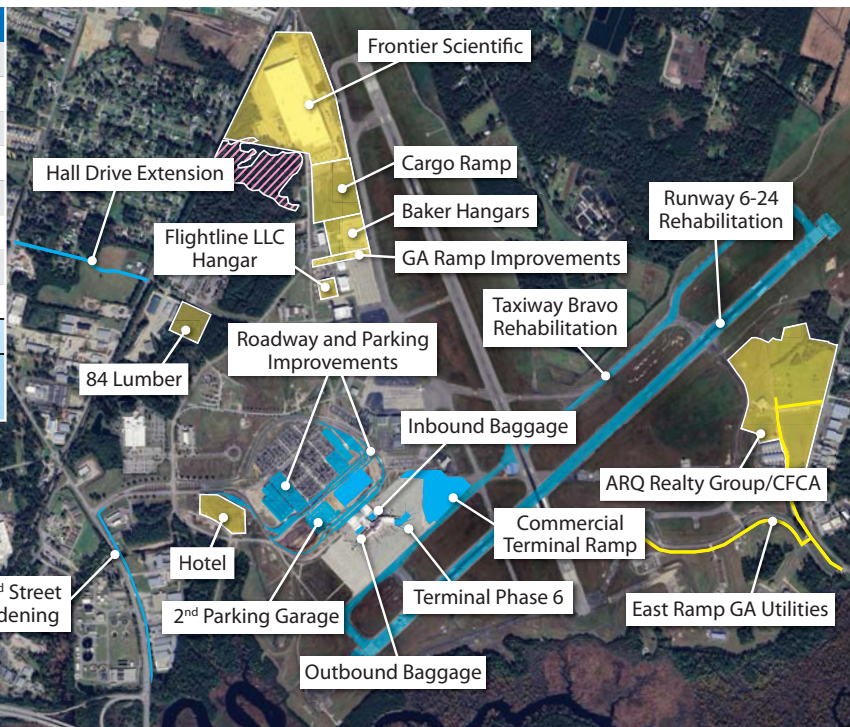 Frontier Scientific
Hall Drive Extension
Cargo Ramp
Baker Hangars
Runway 6-24
Rehabilitation
Flightline LLC
Hangar
GA Ramp Improvements
Taxiway Bravo
Rehabilitation
Roadway and Parking
Improvements
84 Lumber
Inbound Baggage
ARQ Realty Group/CFCA
Commercial
Terminal Ramp
Hotel
Street
2nd Parking Garage
Terminal Phase 6
East Ramp GA Utilities
Outbound Baggage